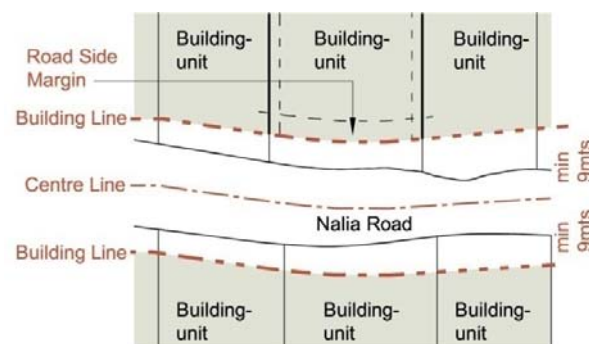 Building-
unit
Building-
unit
Building-
unit
Road Side
Margin
Building Line
min
9mts
Centre Line
Nalia Road
min
9mts
Building Line
Building-
unit
Building-
unit
Building-
unit